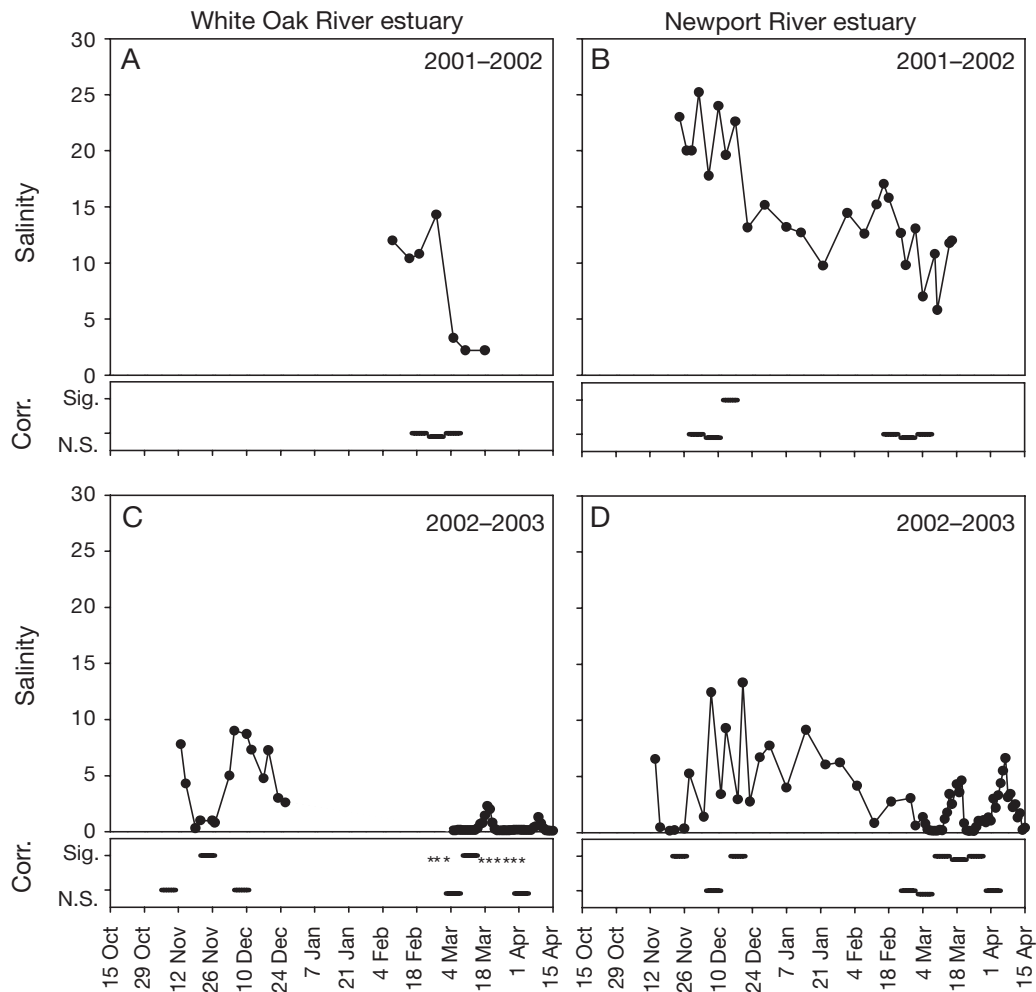 White Oak River estuary
Newport River estuary
A
2001–2002
B
2001–2002
Salinity
30
25
20
15
10
5
0
Corr.
Sig.
N.S.
C
2002–2003
D
2002–2003
Salinity
30
25
20
15
10
5
0
Corr.
Sig.
*** ******
N.S.
15 Oct
29 Oct
12 Nov
26 Nov
10 Dec
24 Dec
7 Jan
21 Jan
4 Feb
18 Feb
4 Mar
18 Mar
1 Apr
15 Apr
15 Oct
29 Oct
12 Nov
26 Nov
10 Dec
24 Dec
7 Jan
21 Jan
4 Feb
18 Feb
4 Mar
18 Mar
1 Apr
15 Apr